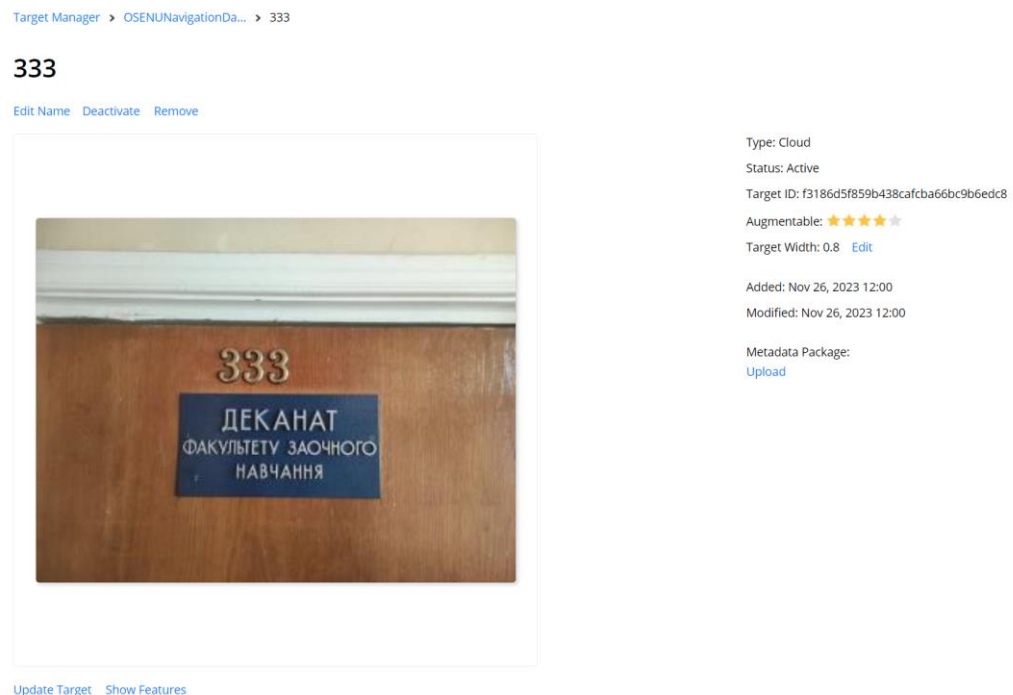 Target Manager > OSENUNavigationDa... > 333
333
Edit Name Deactivate Remove
333
ДЕКАНАТ
ФАКУЛЬТЕТУ ЗАОЧНОГО
НАВЧАННЯ
Type: Cloud
Status: Active
Target ID: f3186d5f859b438cafcba66bc9b6edc8
Augmentable:
Target Width: 0.8 Edit
Added: Nov 26, 2023 12:00
Modified: Nov 26, 2023 12:00
Metadata Package:
Upload
Update Target Show Features